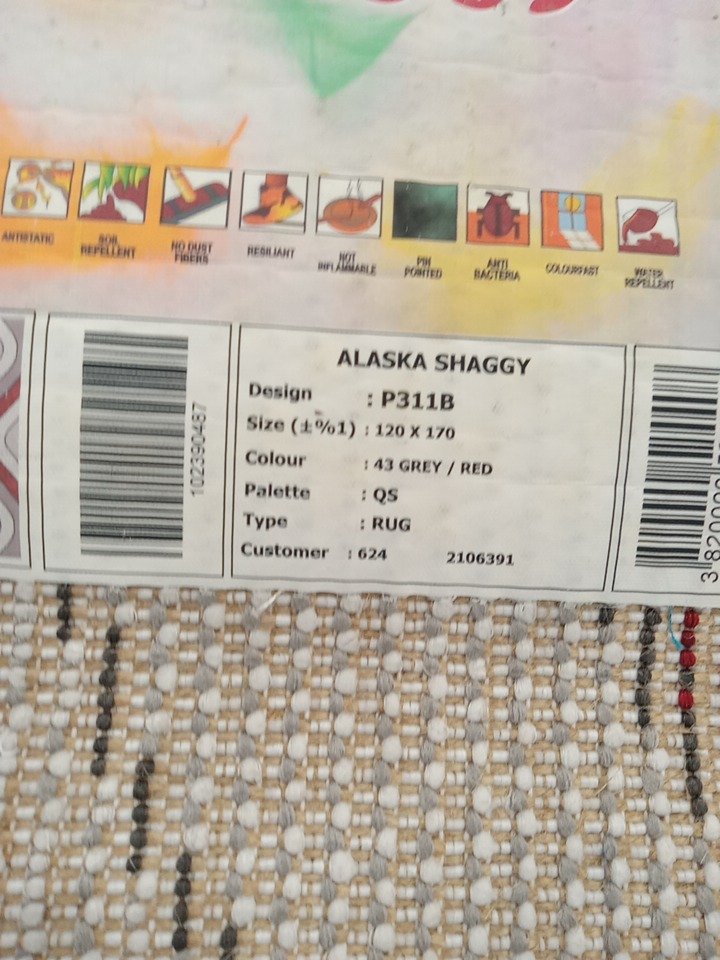 ANTISTATIC
SOIL
REPELLENT
NO DUST
FIBERS
RESILIANT
NOT
INFLAMMABLE
PIN
POINTED
ANTI
BACTERIA
COLOURFAST
WATER
REPELLENT
102390487
ALASKA SHAGGY
Design : P311B
Size (±%1) : 120 X 170
Colour : 43 GREY / RED
Palette : QS
Type : RUG
Customer : 624 2106391